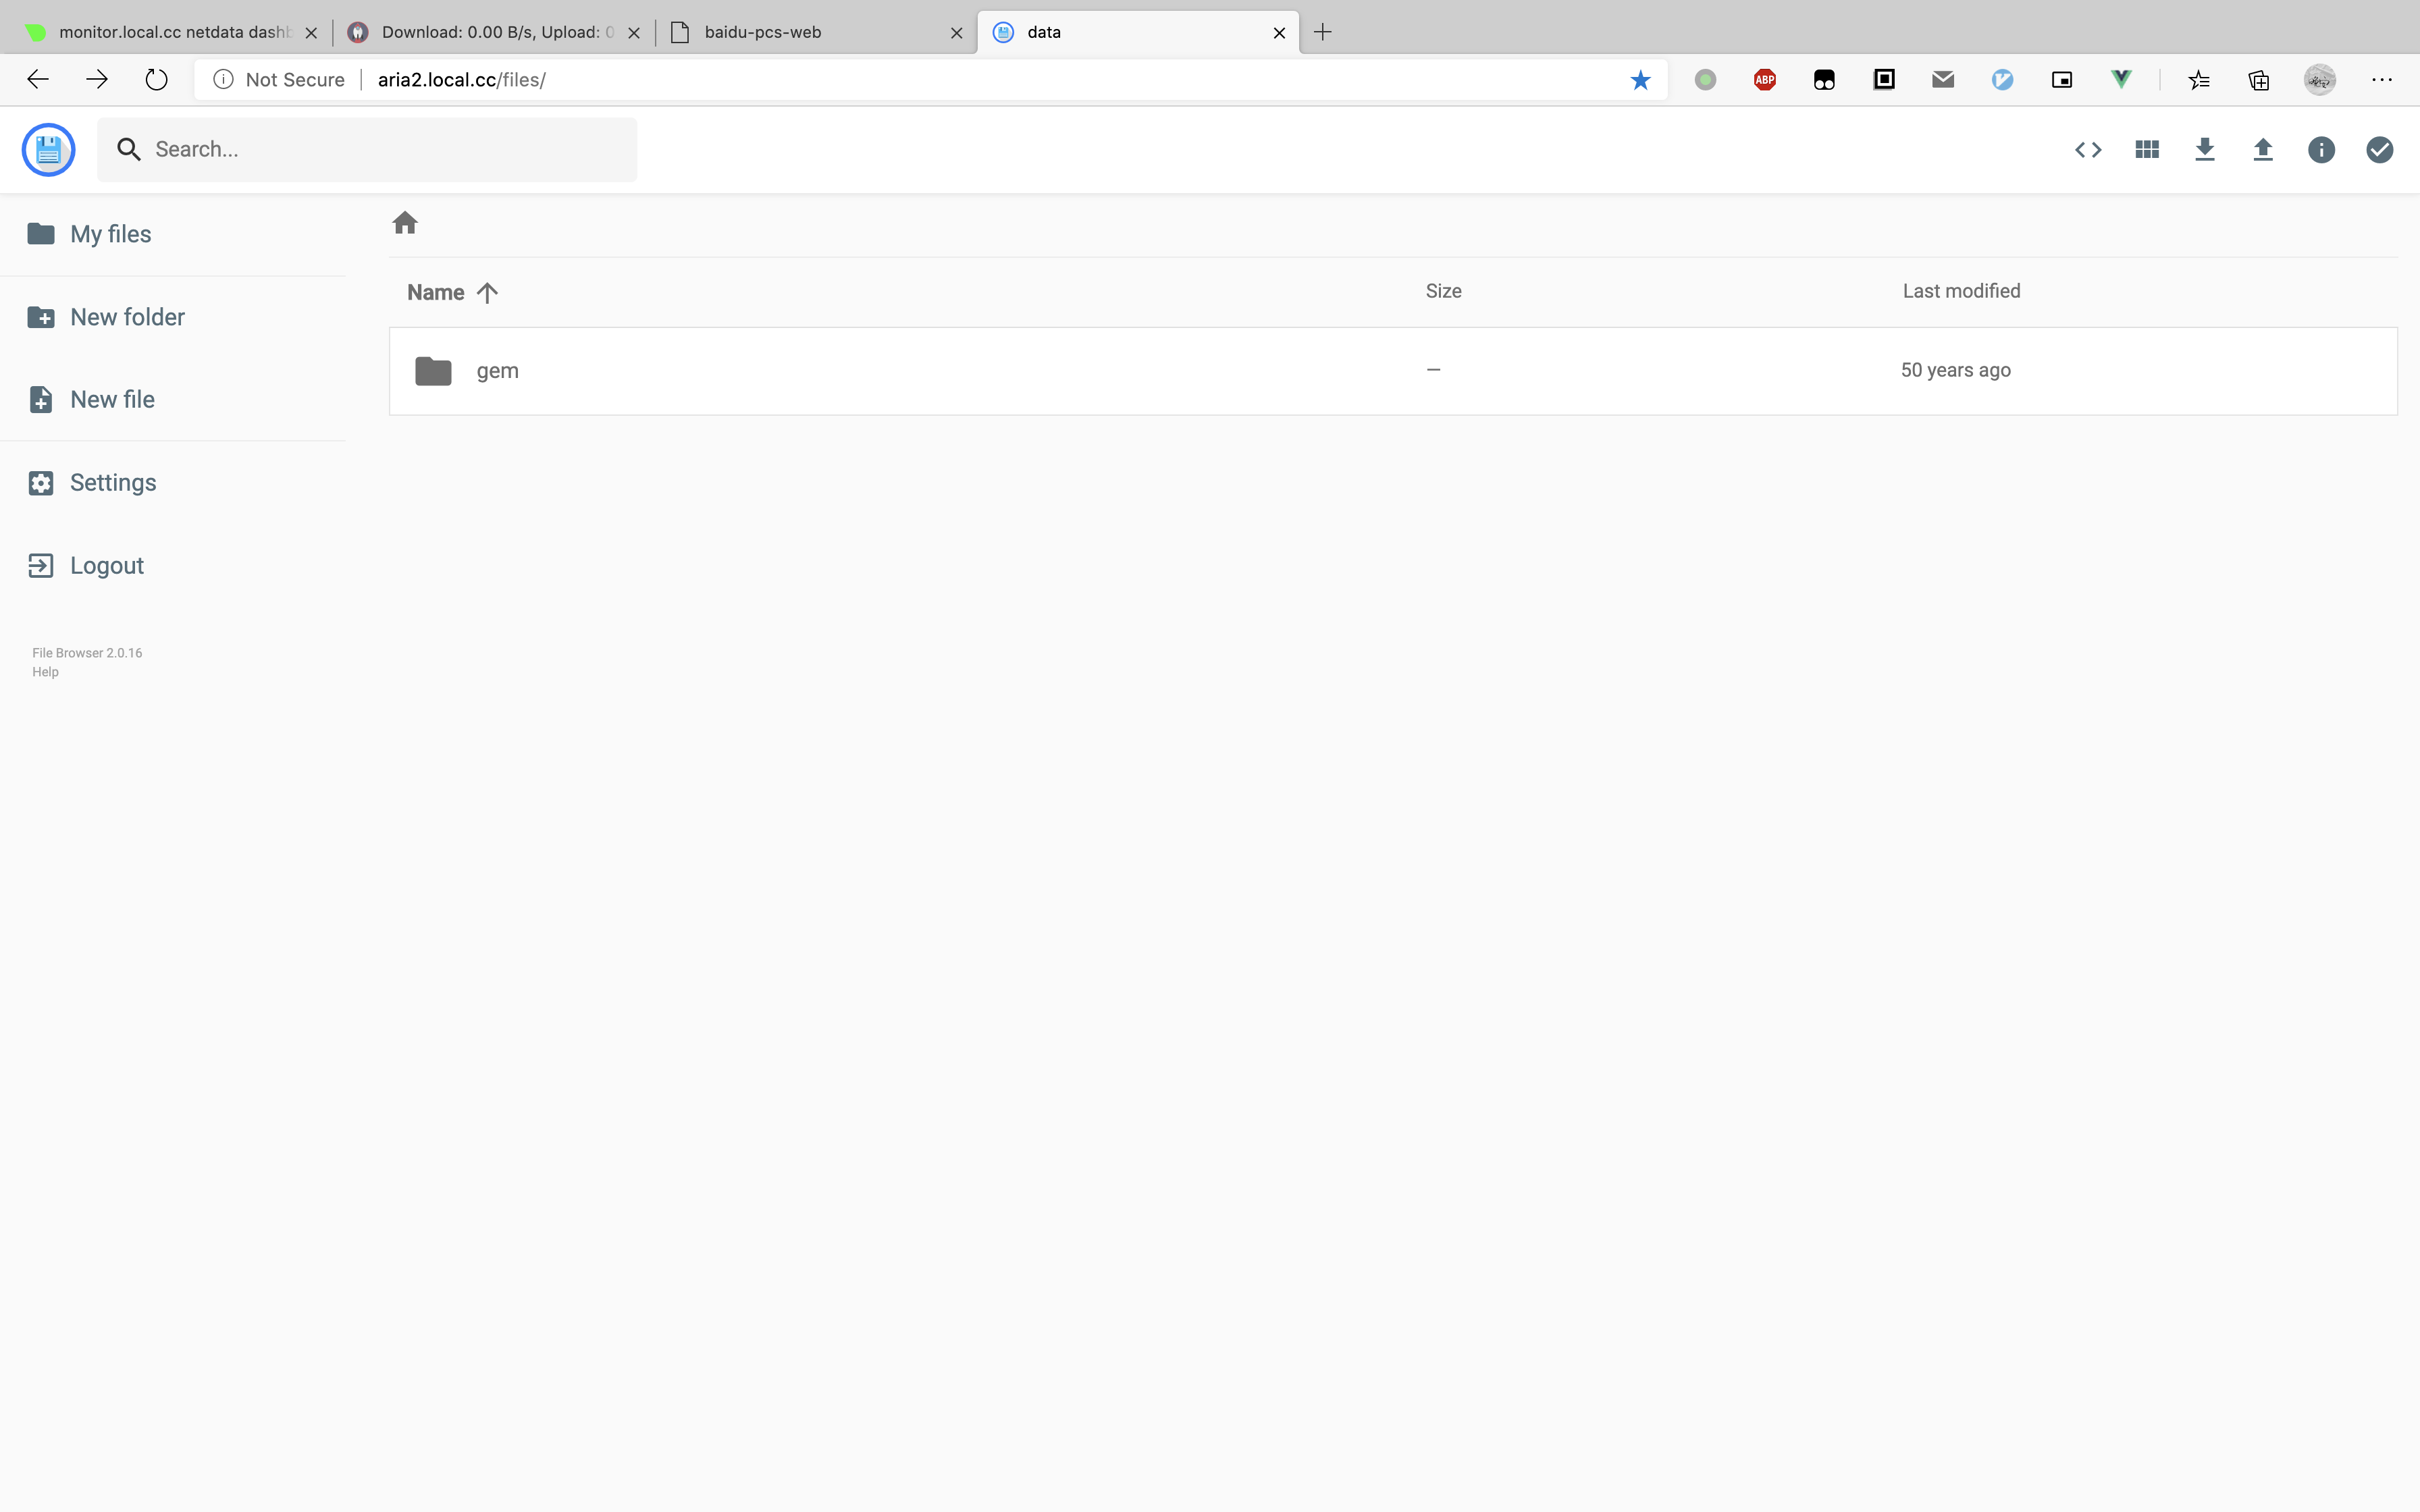 monitor.local.cc netdata dashb
Download: 0.00 B/s, Upload: 0
baidu-pcs-web
data
Not Secure
aria2.local.cc/files/
ABP
Search...
My files
New folder
New file
Settings
Logout
File Browser 2.0.16
Help
Name
Size
Last modified
gem
—
50 years ago